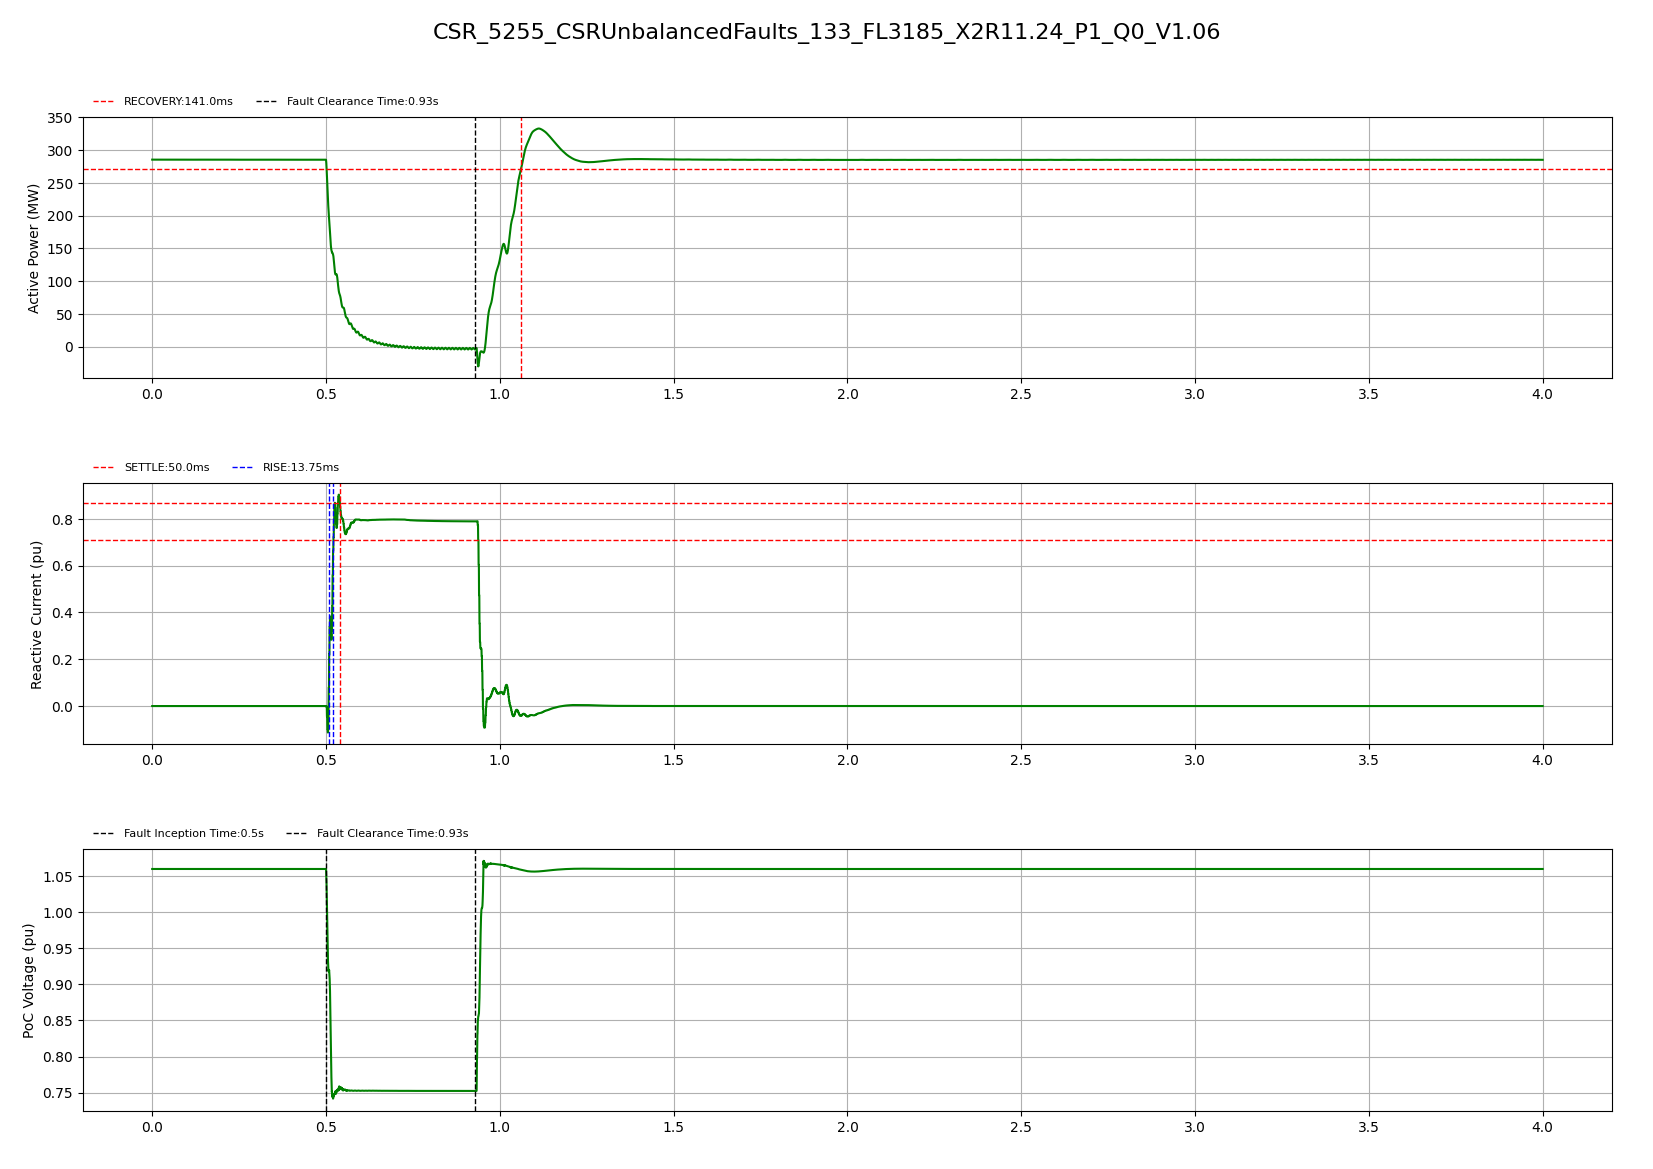 CSR_5255_CSRUnbalancedFaults_133_FL3185_X2R11.24_P1_Q0_V1.06
RECOVERY:141.0ms Fault Clearance Time:0.93s
Active Power (MW)
350
300
250
200
150
100
50
0
0.0 0.5 1.0 1.5 2.0 2.5 3.0 3.5 4.0
SETTLE:50.0ms RISE:13.75ms
Reactive Current (pu)
0.8
0.6
0.4
0.2
0.0
0.0 0.5 1.0 1.5 2.0 2.5 3.0 3.5 4.0
Fault Inception Time:0.5s Fault Clearance Time:0.93s
PoC Voltage (pu)
1.05
1.00
0.95
0.90
0.85
0.80
0.75
0.0 0.5 1.0 1.5 2.0 2.5 3.0 3.5 4.0